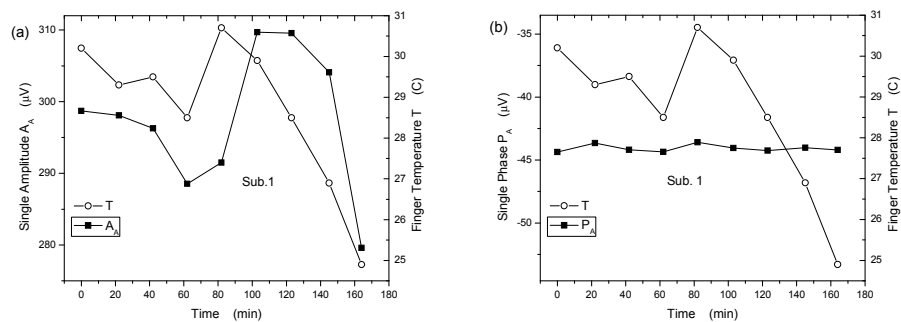 (a)
310
300
290
280
Single Amplitude A_A (μV)
31
30
29
28
27
26
25
Finger Temperature T (C)
Sub.1
T
A_A
0 20 40 60 80 100 120 140 160 180
Time (min)
(b)
-35
-40
-45
-50
Single Phase P_A (μV)
31
30
29
28
27
26
25
Finger Temperature T (C)
Sub. 1
T
P_A
0 20 40 60 80 100 120 140 160 180
Time (min)